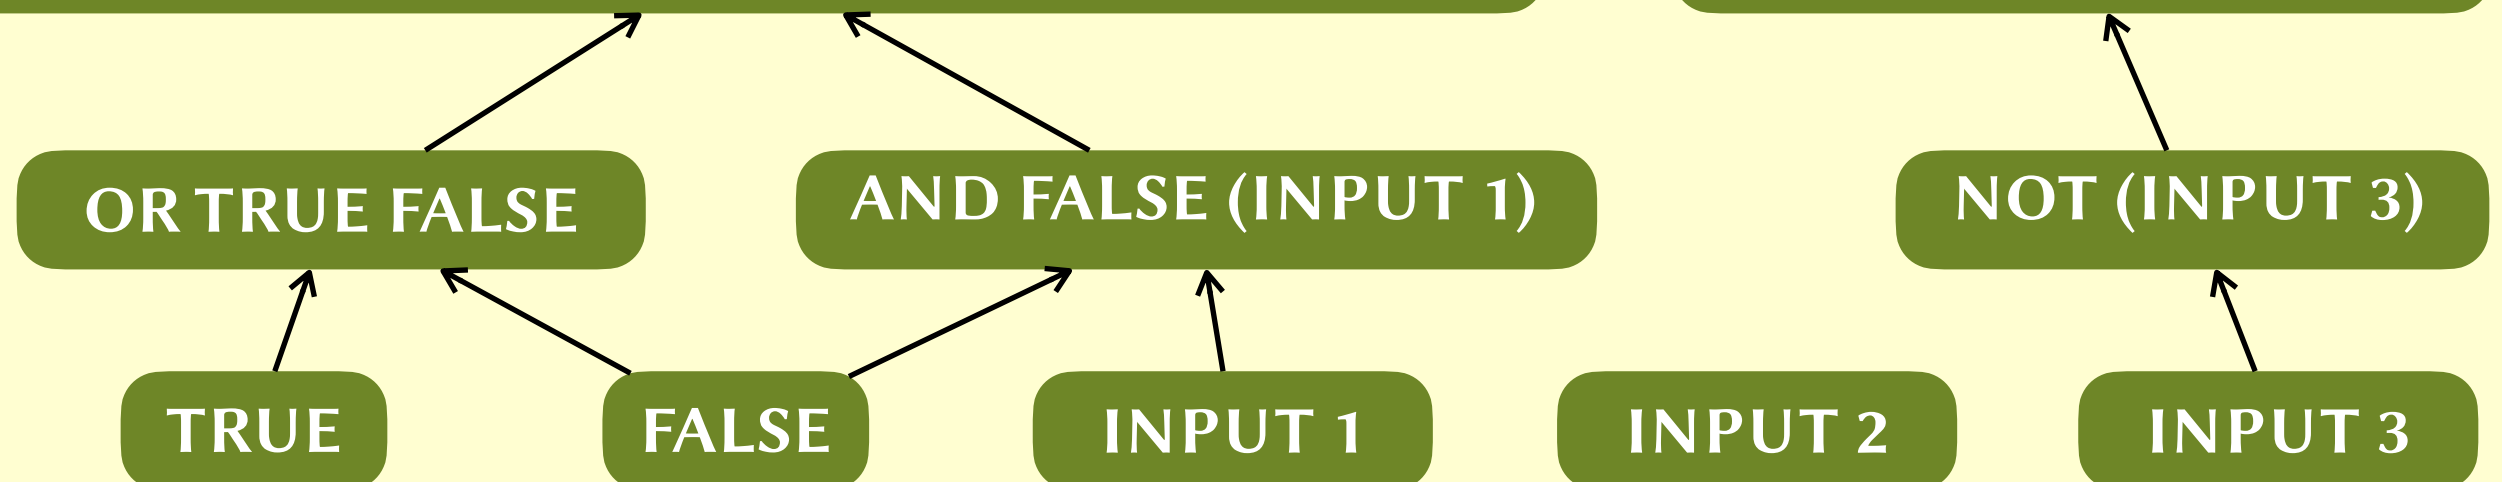 OR TRUE FALSE
AND FALSE(INPUT 1)
NOT(INPUT 3)
TRUE
FALSE
INPUT 1
INPUT 2
INPUT 3